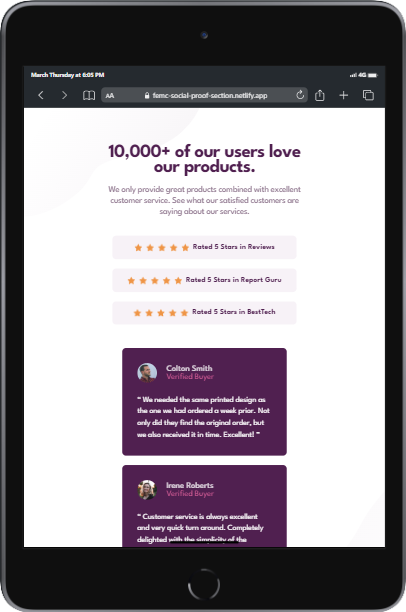 March Thursday at 6:05 PM
AA
femc-social-proof-section.netlify.app
10,000+ of our users love
our products.
We only provide great products combined with excellent
customer service. See what our satisfied customers are
saying about our services.
Rated 5 Stars in Reviews
Rated 5 Stars in Report Guru
Rated 5 Stars in BestTech
Colton Smith
Verified Buyer
“ We needed the same printed design as
the one we had ordered a week prior. Not
only did they find the original order, but
we also received it in time. Excellent! ”
Irene Roberts
Verified Buyer
“ Customer service is always excellent
and very quick turn around. Completely
delighted with the simplicity of the